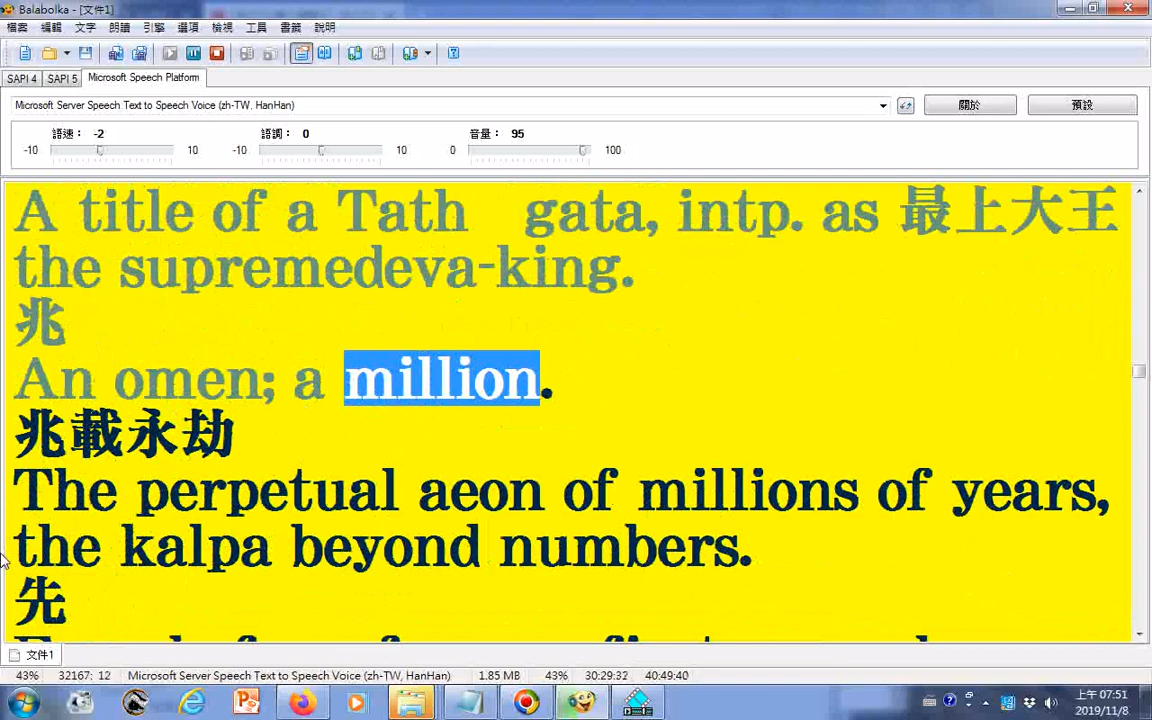 Balabolka - [文件1]
檔案 編輯 文字 朗讀 引擎 選項 檢視 工具 書籤 說明
SAPI 4 SAPI 5 Microsoft Speech Platform
Microsoft Server Speech Text to Speech Voice (zh-TW, HanHan) 關於 預設
語速： -2 語調： 0 音量： 95
-10 10 -10 10 0 100
A title of a Tath gata, intp. as 最上大王
the supremedeva-king.
兆
An omen; a million.
兆載永劫
The perpetual aeon of millions of years,
the kalpa beyond numbers.
先
文件1
43% 32167: 12 Microsoft Server Speech Text to Speech Voice (zh-TW, HanHan) 1.85 MB 43% 30:29:32 40:49:40
上午 07:51
2019/11/8